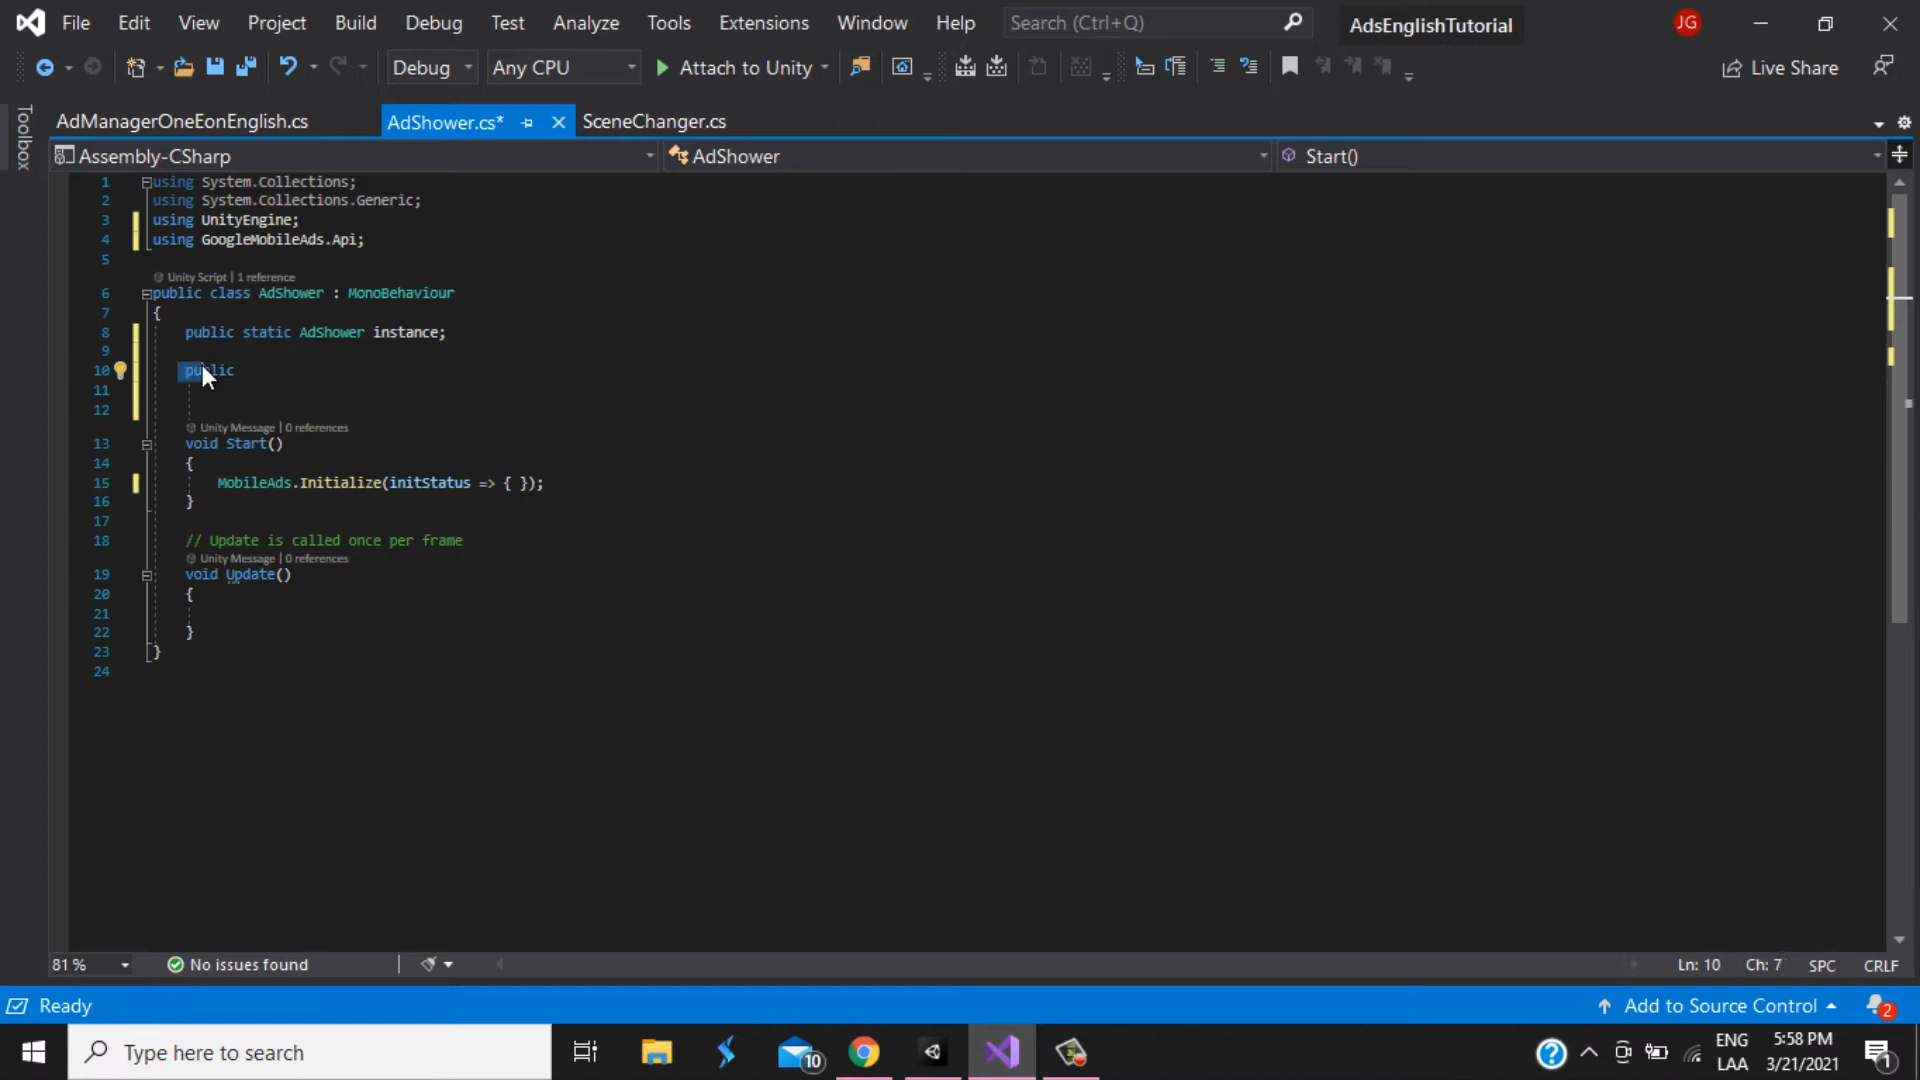 File Edit View Project Build Debug Test Analyze Tools Extensions Window Help Search (Ctrl+Q) AdsEnglishTutorial JG
Debug Any CPU Attach to Unity Live Share
Toolbox
AdManagerOneEonEnglish.cs AdShower.cs* SceneChanger.cs
Assembly-CSharp AdShower Start()
1 using System.Collections;
2 using System.Collections.Generic;
3 using UnityEngine;
4 using GoogleMobileAds.Api;
5
Unity Script | 1 reference
6 public class AdShower : MonoBehaviour
7 {
8 public static AdShower instance;
9
10 public
11
12
Unity Message | 0 references
13 void Start()
14 {
15 MobileAds.Initialize(initStatus => { });
16 }
17
18 // Update is called once per frame
Unity Message | 0 references
19 void Update()
20 {
21
22 }
23 }
24
81 % No issues found Ln: 10 Ch: 7 SPC CRLF
Ready Add to Source Control 2
Type here to search 10 ENG 5:58 PM
LAA 3/21/2021 1